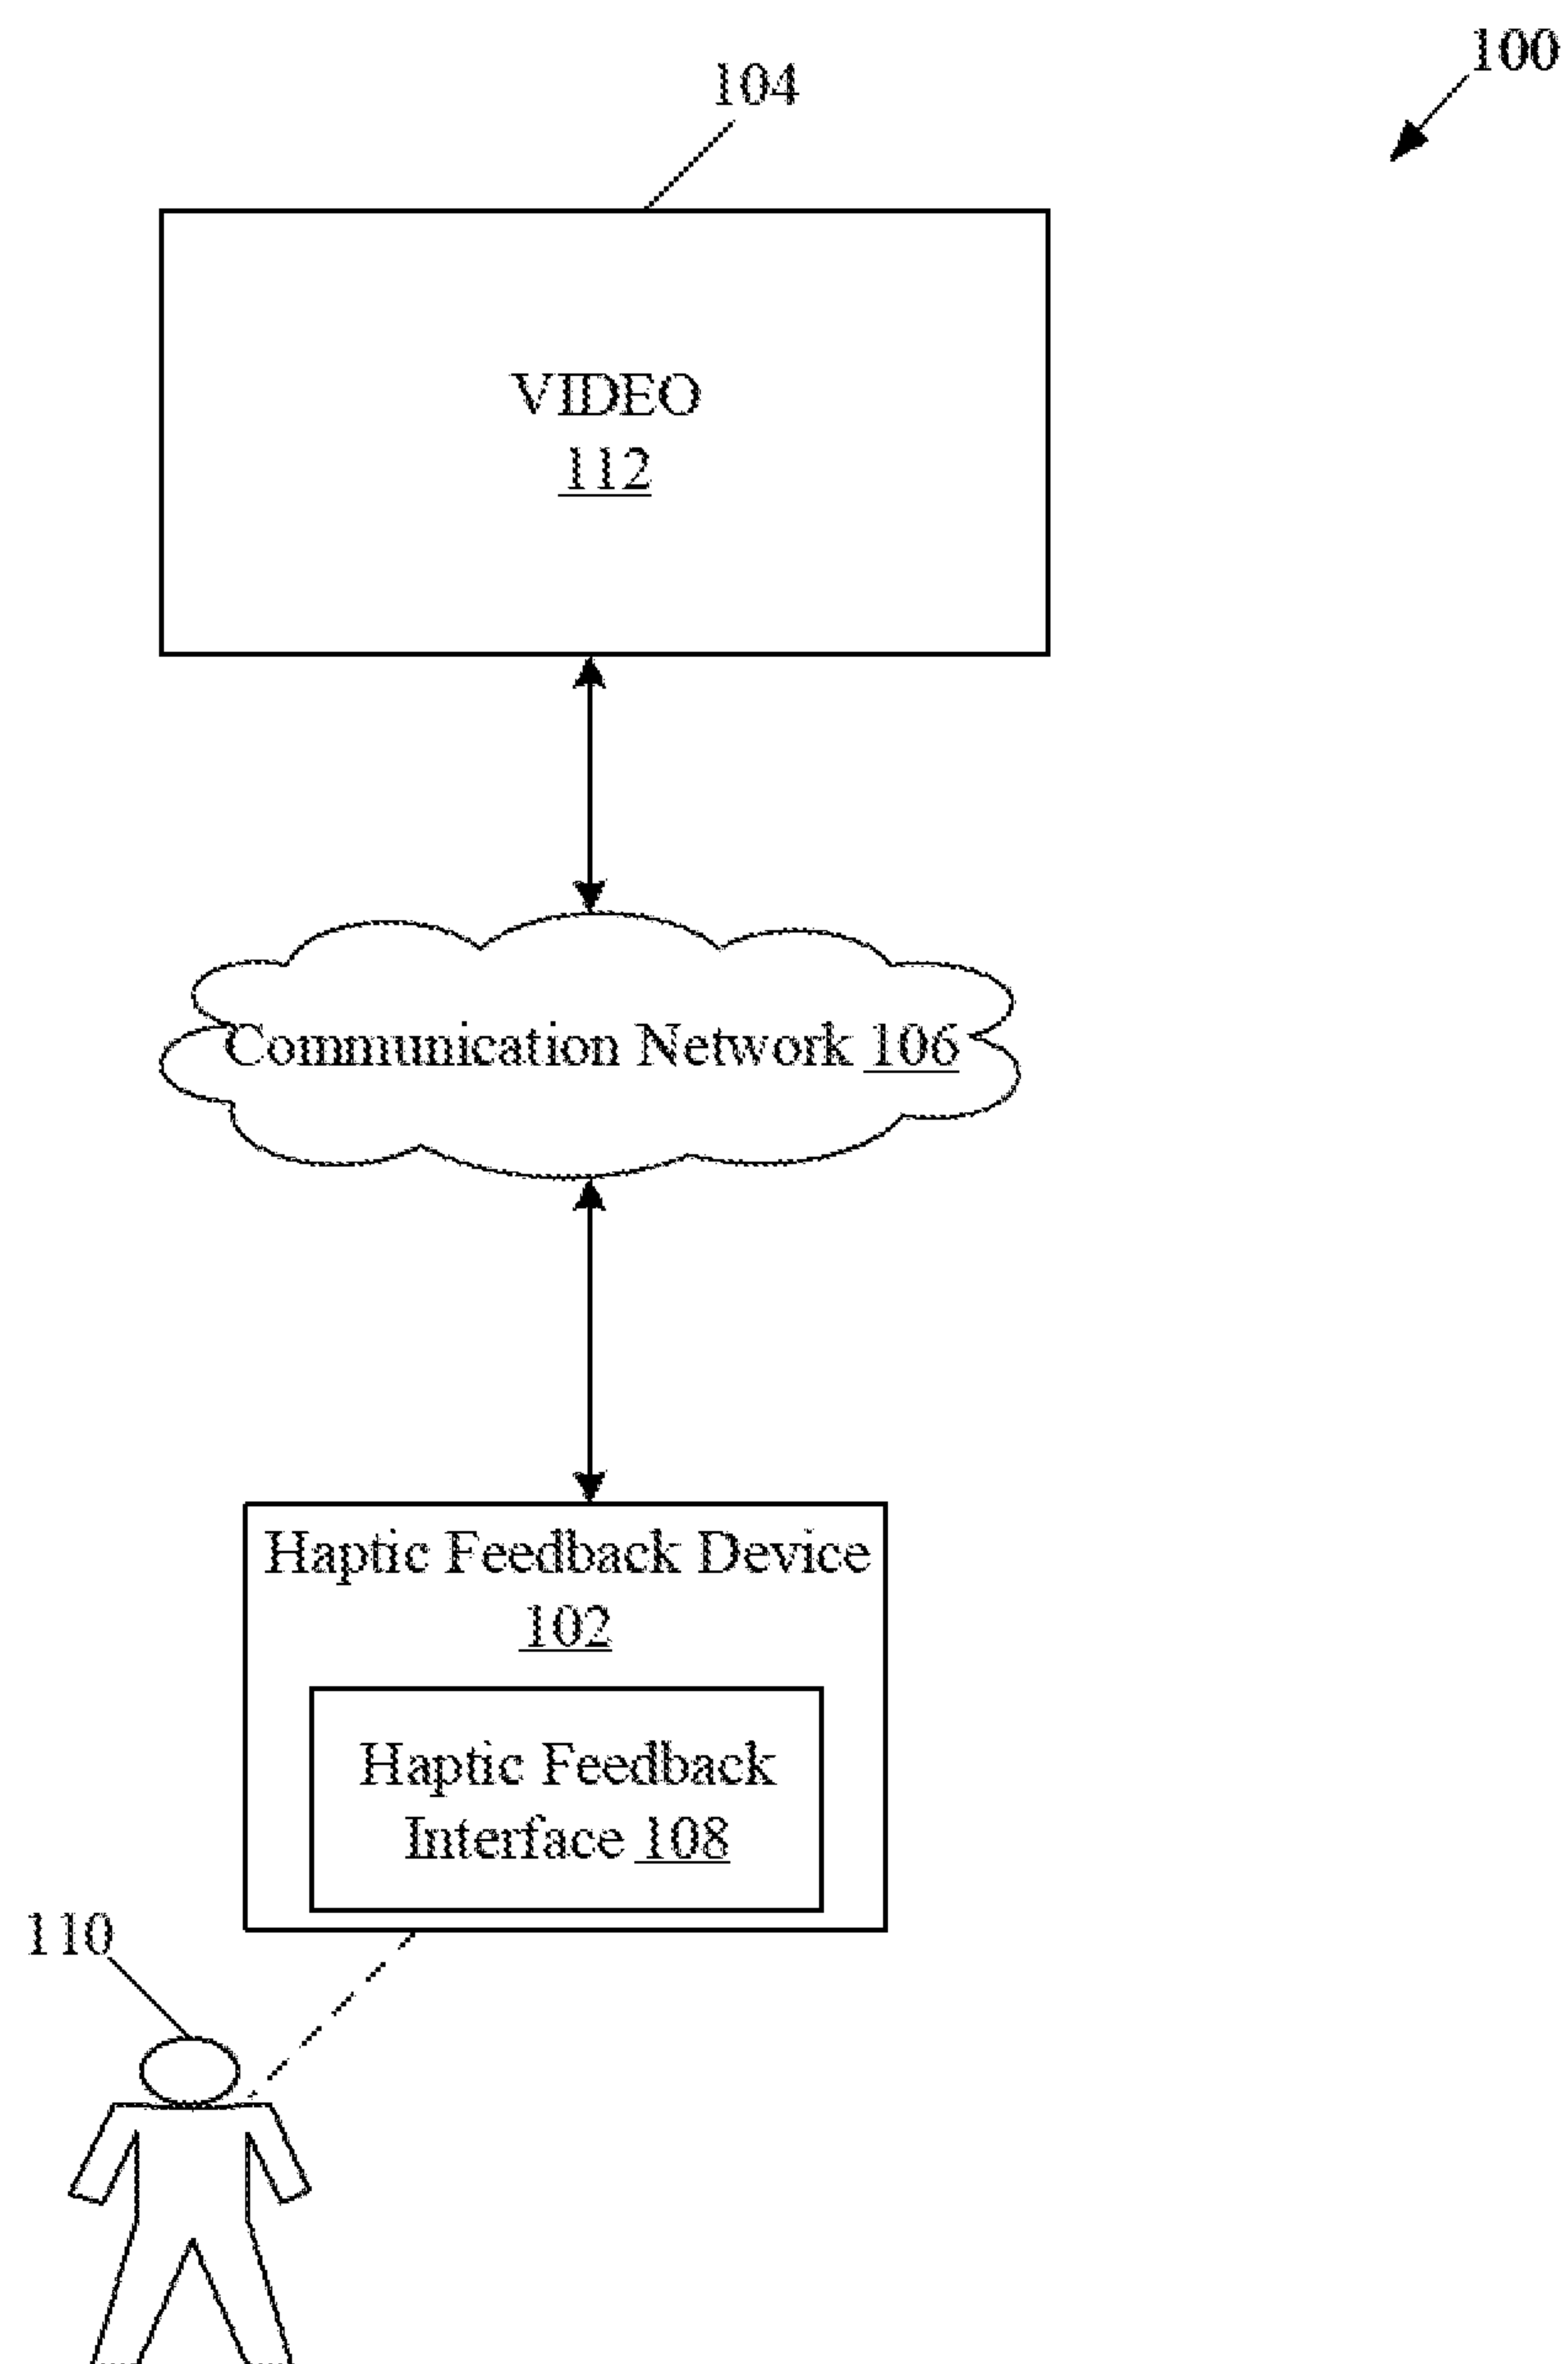 100
104
VIDEO
112
Communication Network 106
Haptic Feedback Device
102
Haptic Feedback
Interface 108
110